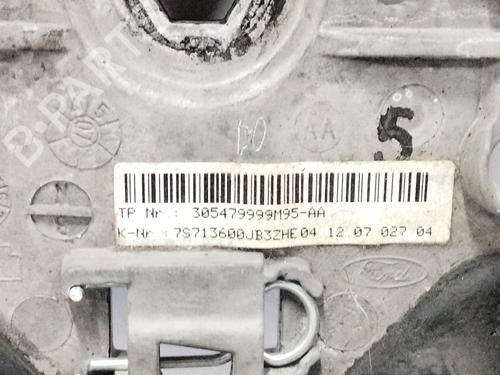 B-PARTS
DO
AA
5
TP Nr.: 305479999M95-AA
K-Nr.: 7S713600JB3ZHE04 12 07 027 04
Ford